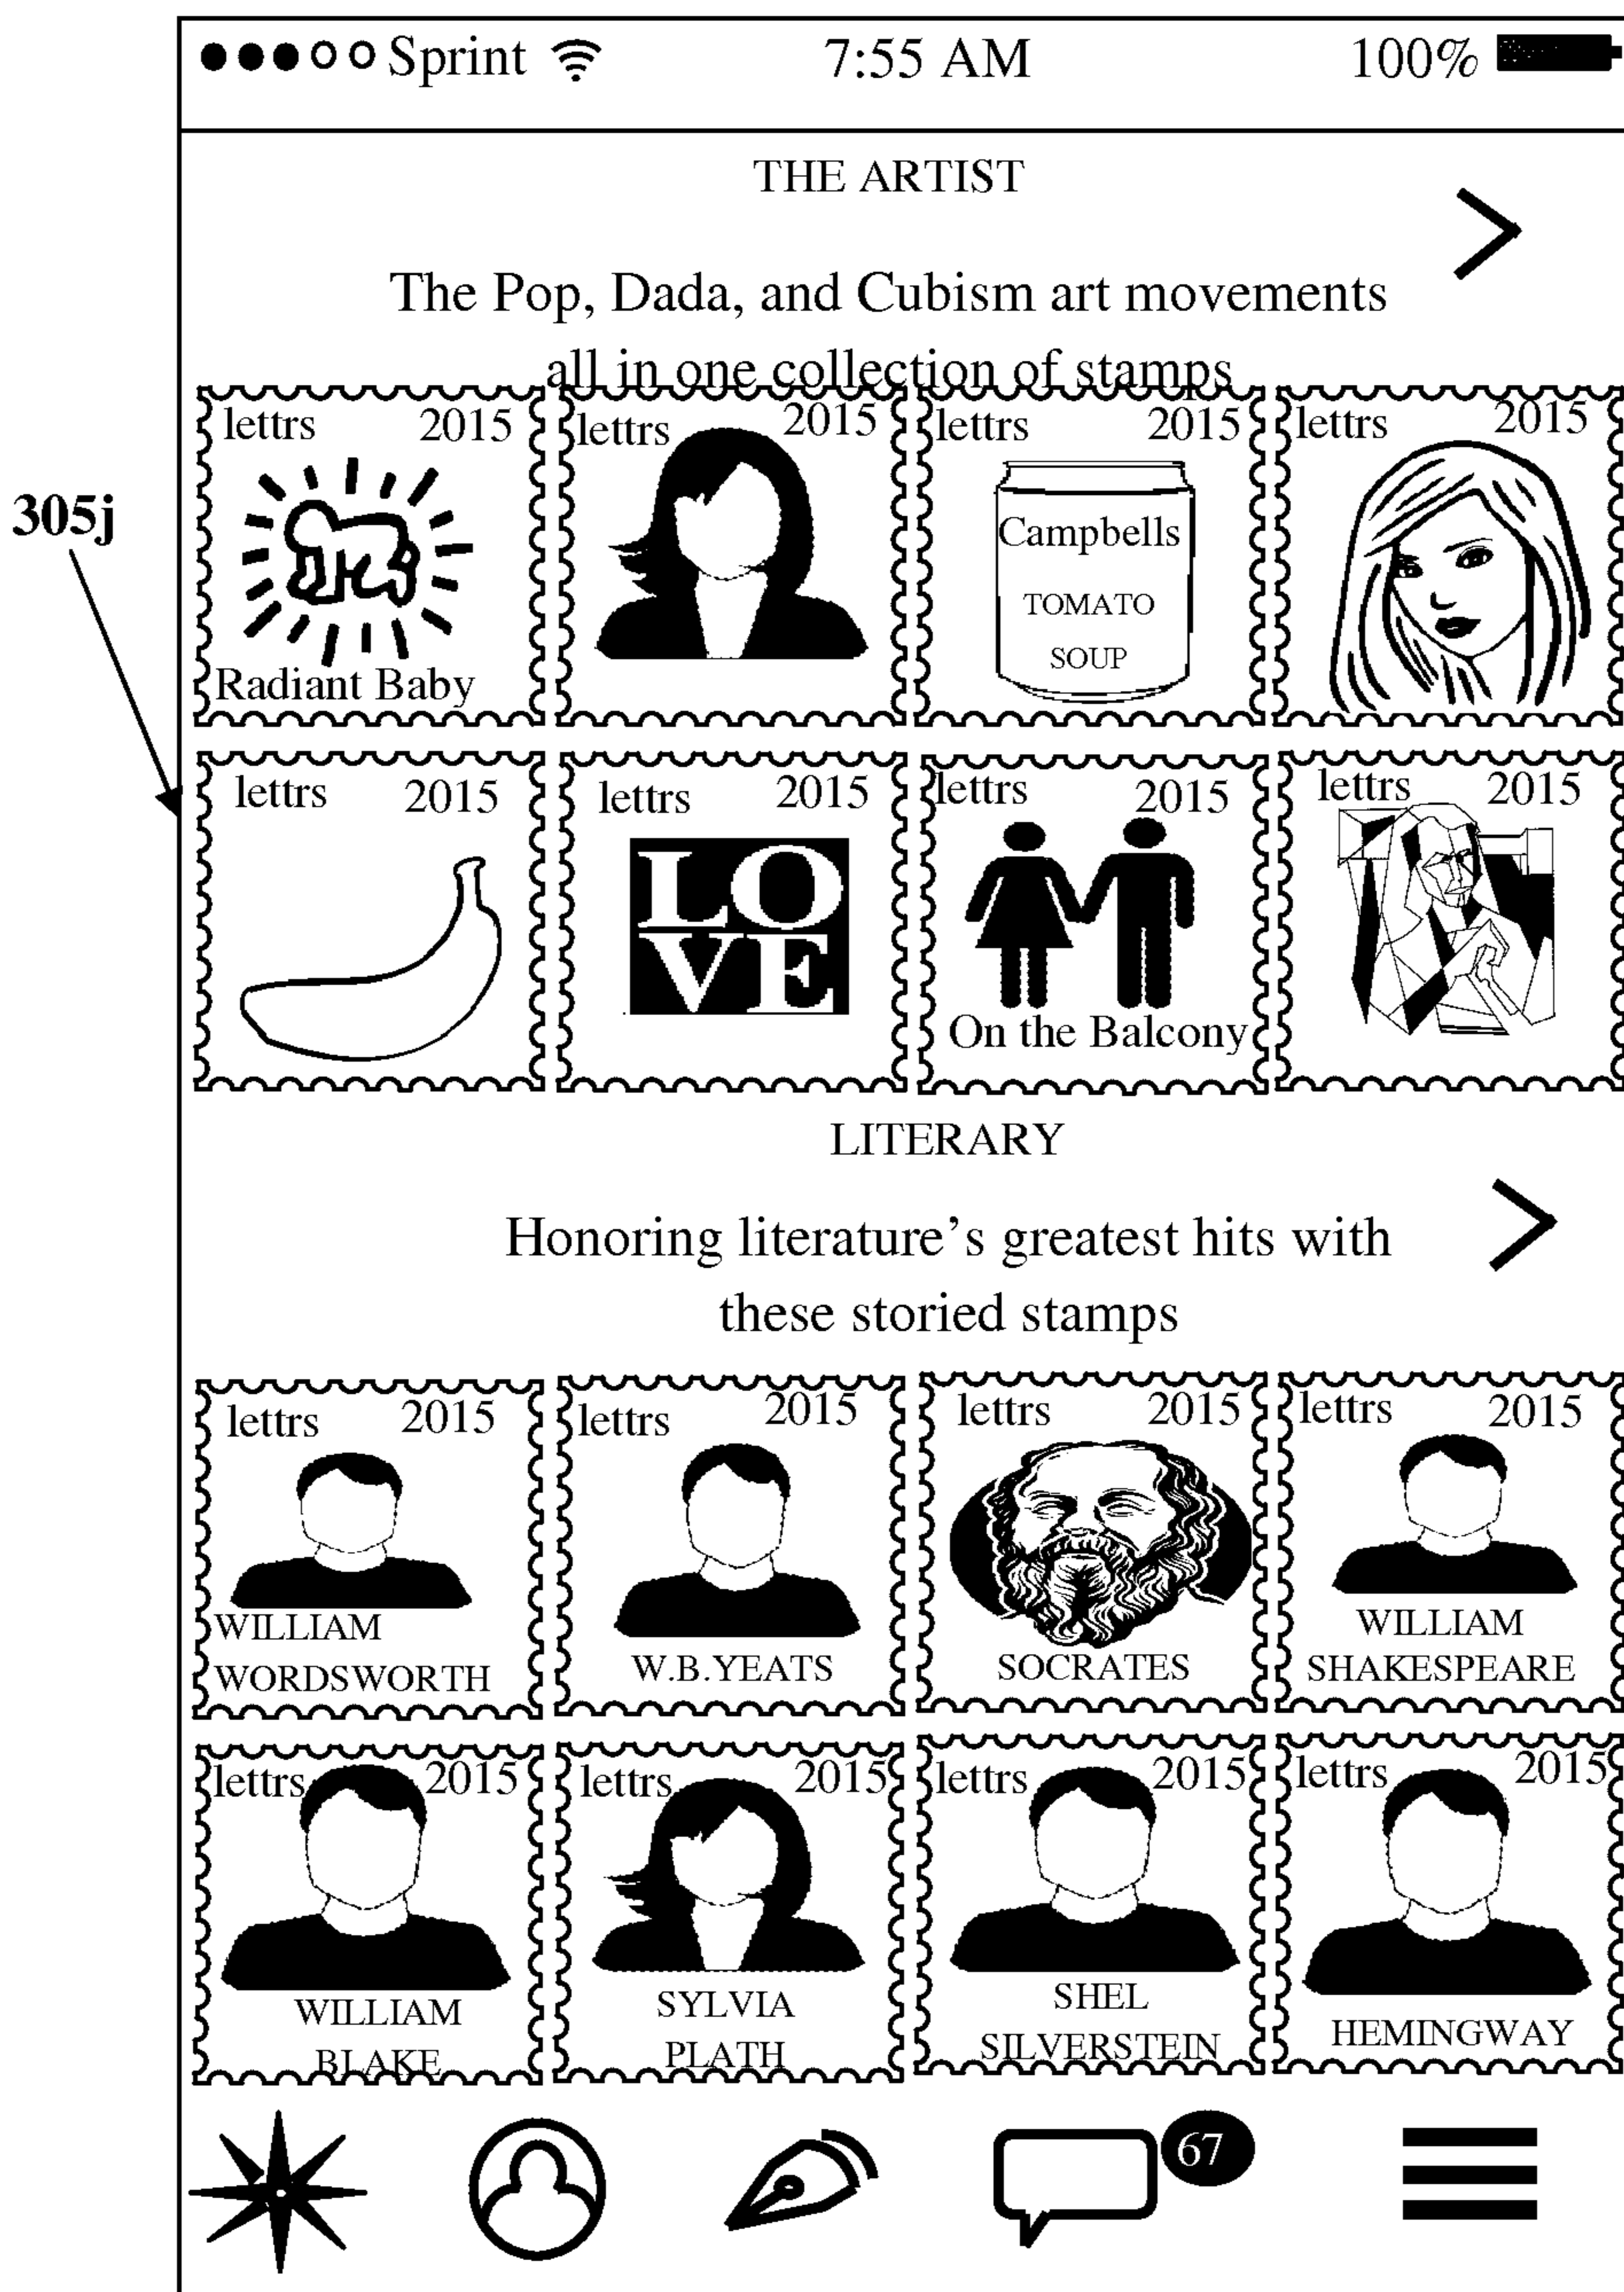 Sprint 7:55 AM 100%
THE ARTIST
The Pop, Dada, and Cubism art movements
all in one collection of stamps
lettrs 2015 lettrs 2015 lettrs 2015 lettrs 2015
305j
Campbells
TOMATO
SOUP
Radiant Baby
lettrs 2015 lettrs 2015 lettrs 2015 lettrs 2015
LO
VE
On the Balcony
LITERARY
Honoring literature’s greatest hits with
these storied stamps
lettrs 2015 lettrs 2015 lettrs 2015 lettrs 2015
WILLIAM
WORDSWORTH
W.B.YEATS
SOCRATES
WILLIAM
SHAKESPEARE
lettrs 2015 lettrs 2015 lettrs 2015 lettrs 2015
WILLIAM
BLAKE
SYLVIA
PLATH
SHEL
SILVERSTEIN
HEMINGWAY
67